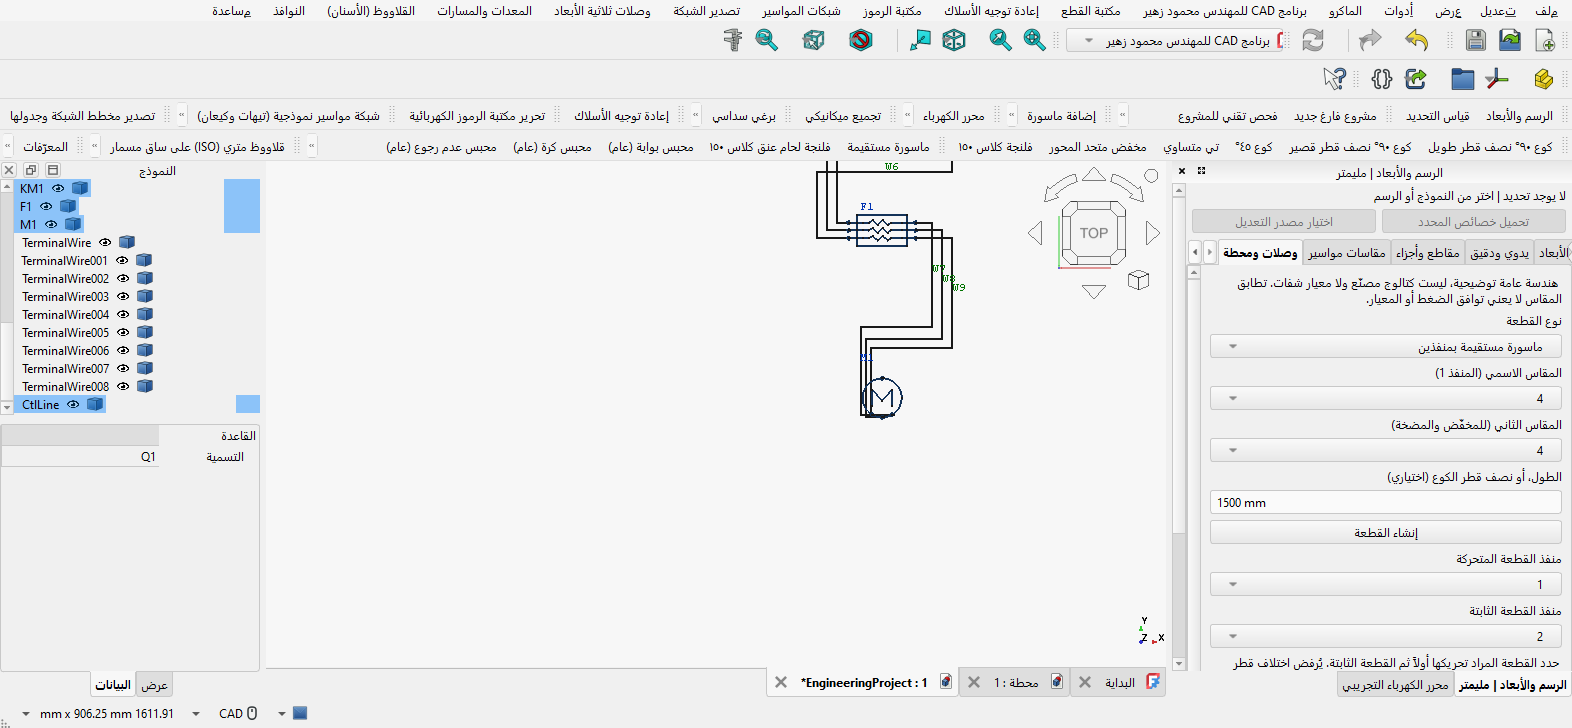 ملف تعديل عرض أدوات الماكرو برنامج CAD للمهندس محمود زهير مكتبة القطع إعادة توجيه الأسلاك مكتبة الرموز شبكات المواسير تصدير الشبكة وصلات ثلاثية الأبعاد المعدات والمسارات القلاووظ (الأسنان) النوافذ مساعدة
برنامج CAD للمهندس محمود زهير
الرسم والأبعاد قياس التحديد مشروع فارغ جديد فحص تقني للمشروع إضافة ماسورة محرر الكهرباء تجميع ميكانيكي برغي سداسي إعادة توجيه الأسلاك تحرير مكتبة الرموز الكهربائية شبكة مواسير نموذجية (تيهات وكيعان) تصدير مخطط الشبكة وجدولها
كوع ٩٠° نصف قطر طويل كوع ٩٠° نصف قطر قصير كوع ٤٥° تي متساوي مخفض متحد المحور فلنجة كلاس ١٥٠ ماسورة مستقيمة فلنجة لحام عنق كلاس ١٥٠ محبس بوابة (عام) محبس كرة (عام) محبس عدم رجوع (عام) قلاووظ متري (ISO) على ساق مسمار المعرّفات
الرسم والأبعاد | مليمتر
لا يوجد تحديد | اختر من النموذج أو الرسم
تحميل خصائص المحدد اختيار مصدر التعديل
الأبعاد يدوي ودقيق مقاطع وأجزاء مقاسات مواسير وصلات ومحطة
هندسة عامة توضيحية، ليست كتالوج مصنّع ولا معيار شفات. تطابق
المقاس لا يعني توافق الضغط أو المعيار.
نوع القطعة
ماسورة مستقيمة بمنفذين
المقاس الاسمي (المنفذ 1)
4
المقاس الثاني (للمخفّض والمضخة)
4
الطول، أو نصف قطر الكوع (اختياري)
1500 mm
إنشاء القطعة
منفذ القطعة المتحركة
1
منفذ القطعة الثابتة
2
حدد القطعة المراد تحريكها أولاً ثم القطعة الثابتة. يُرفض اختلاف قطر
الرسم والأبعاد | مليمتر محرر الكهرباء التجريبي
W6
F1
W7
W8
W9
M1
M
TOP
Y
Z X
النموذج
KM1
F1
M1
TerminalWire
TerminalWire001
TerminalWire002
TerminalWire003
TerminalWire004
TerminalWire005
TerminalWire006
TerminalWire007
TerminalWire008
CtlLine
القاعدة
التسمية Q1
عرض البيانات
البداية محطة : 1 EngineeringProject : 1*
mm x 906.25 mm 1611.91 CAD